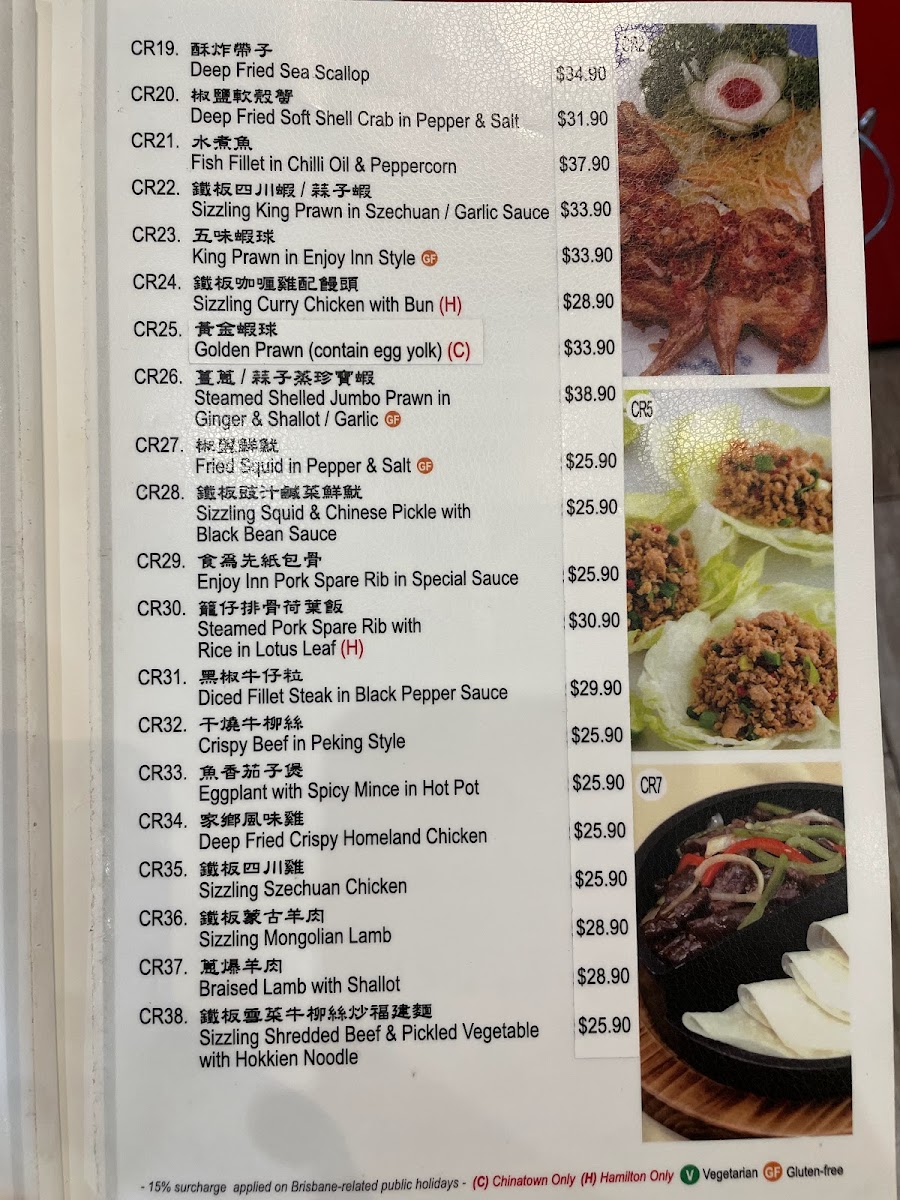 CR19. 酥炸帶子
Deep Fried Sea Scallop $34.90
CR20. 椒鹽軟殼蟹
Deep Fried Soft Shell Crab in Pepper & Salt $31.90
CR21. 水煮魚
Fish Fillet in Chilli Oil & Peppercorn $37.90
CR22. 鐵板四川蝦 / 蒜子蝦
Sizzling King Prawn in Szechuan / Garlic Sauce $33.90
CR23. 五味蝦球
King Prawn in Enjoy Inn Style GF $33.90
CR24. 鐵板咖喱雞配饅頭
Sizzling Curry Chicken with Bun (H) $28.90
CR25. 黃金蝦球
Golden Prawn (contain egg yolk) (C) $33.90
CR26. 薑蔥 / 蒜子蒸珍寶蝦
Steamed Shelled Jumbo Prawn in $38.90
Ginger & Shallot / Garlic GF
CR27. 椒鹽鮮魷
Fried Squid in Pepper & Salt GF $25.90
CR28. 鐵板豉汁鹹菜鮮魷
Sizzling Squid & Chinese Pickle with $25.90
Black Bean Sauce
CR29. 食為先紙包骨
Enjoy Inn Pork Spare Rib in Special Sauce $25.90
CR30. 籠仔排骨荷葉飯
Steamed Pork Spare Rib with $30.90
Rice in Lotus Leaf (H)
CR31. 黑椒牛仔粒
Diced Fillet Steak in Black Pepper Sauce $29.90
CR32. 干燒牛柳絲
Crispy Beef in Peking Style $25.90
CR33. 魚香茄子煲
Eggplant with Spicy Mince in Hot Pot $25.90
CR34. 家鄉風味雞
Deep Fried Crispy Homeland Chicken $25.90
CR35. 鐵板四川雞
Sizzling Szechuan Chicken $25.90
CR36. 鐵板蒙古羊肉
Sizzling Mongolian Lamb $28.90
CR37. 蔥爆羊肉
Braised Lamb with Shallot $28.90
CR38. 鐵板雪菜牛柳絲炒福建麵
Sizzling Shredded Beef & Pickled Vegetable $25.90
with Hokkien Noodle
CR2
CR5
CR7
- 15% surcharge applied on Brisbane-related public holidays - (C) Chinatown Only (H) Hamilton Only V Vegetarian GF Gluten-free